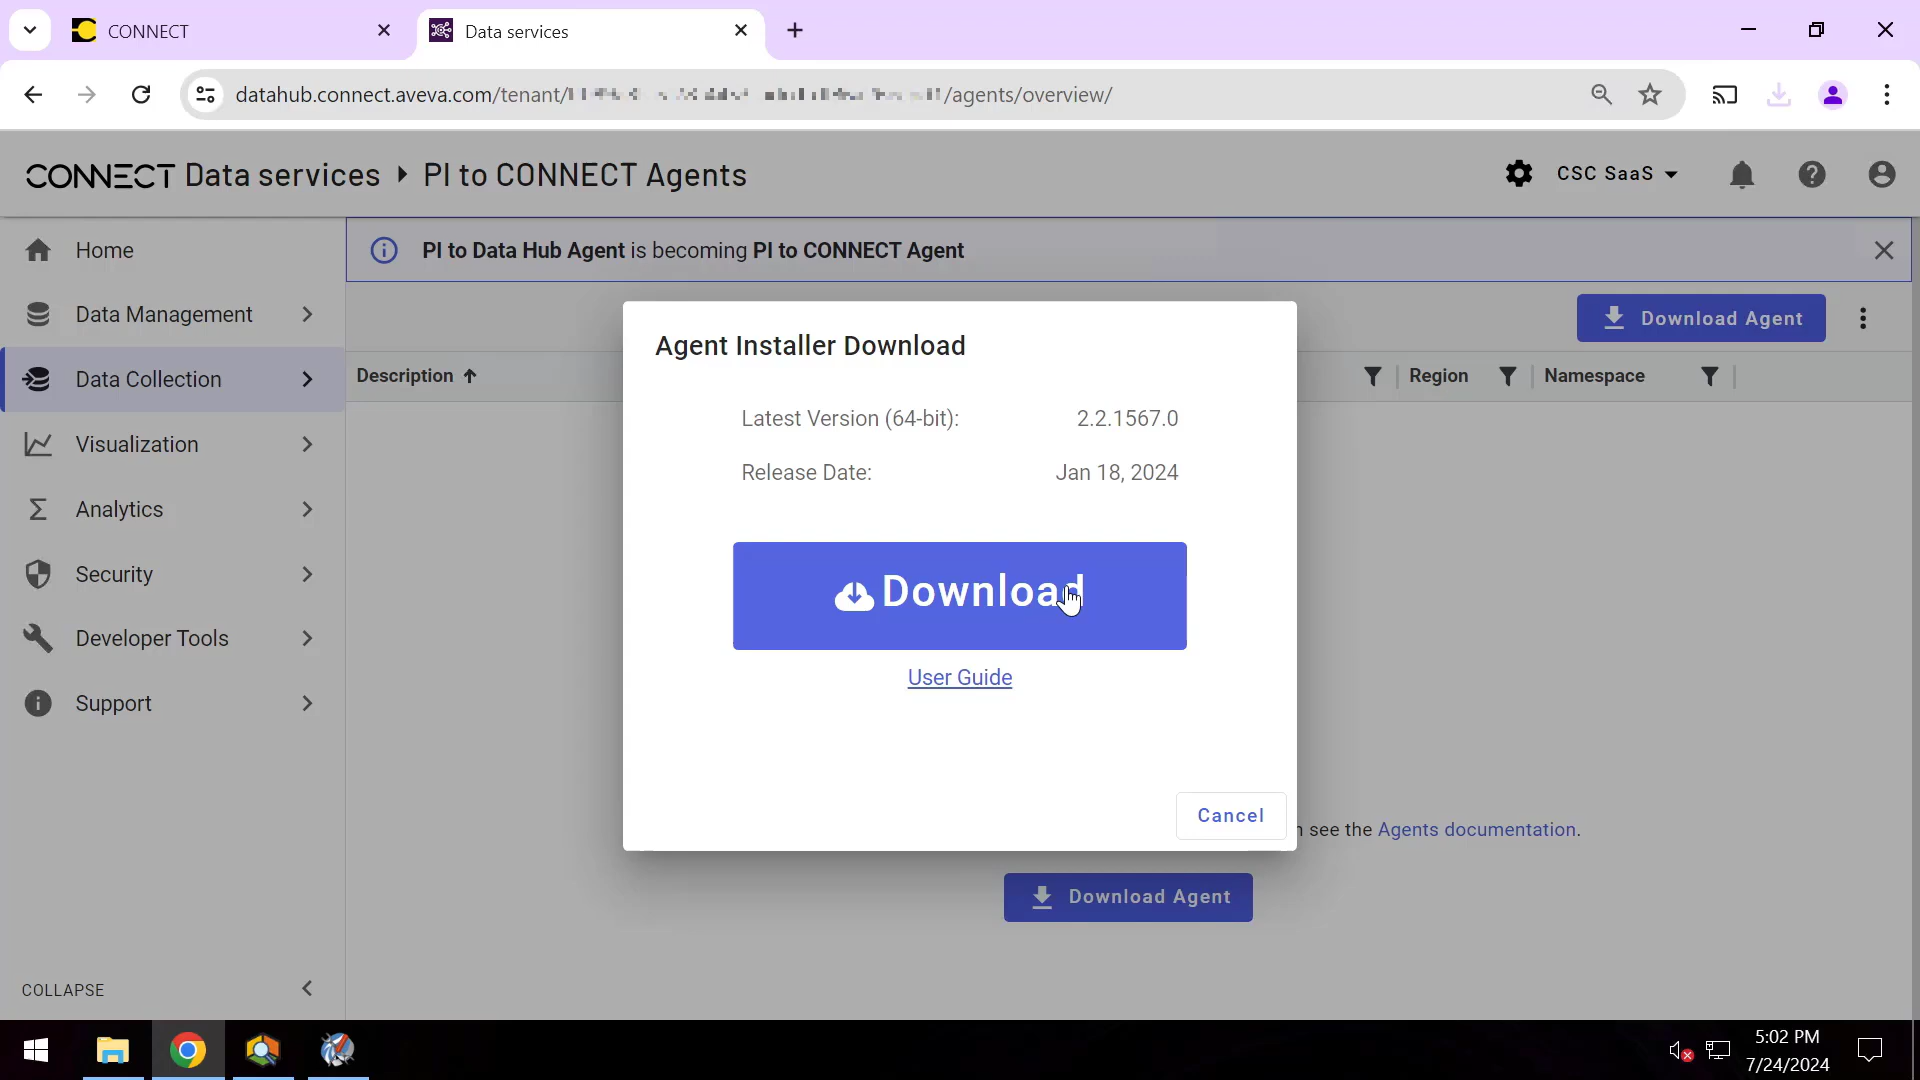 CONNECT
Data services
datahub.connect.aveva.com/tenant/
/agents/overview/
CONNECT Data services
PI to CONNECT Agents
CSC SaaS
Home
Data Management
Data Collection
Visualization
Analytics
Security
Developer Tools
Support
COLLAPSE
PI to Data Hub Agent is becoming PI to CONNECT Agent
Download Agent
Description
Region
Namespace
Agent Installer Download
Latest Version (64-bit): 2.2.1567.0
Release Date: Jan 18, 2024
Download
User Guide
Cancel
see the Agents documentation.
Download Agent
5:02 PM
7/24/2024